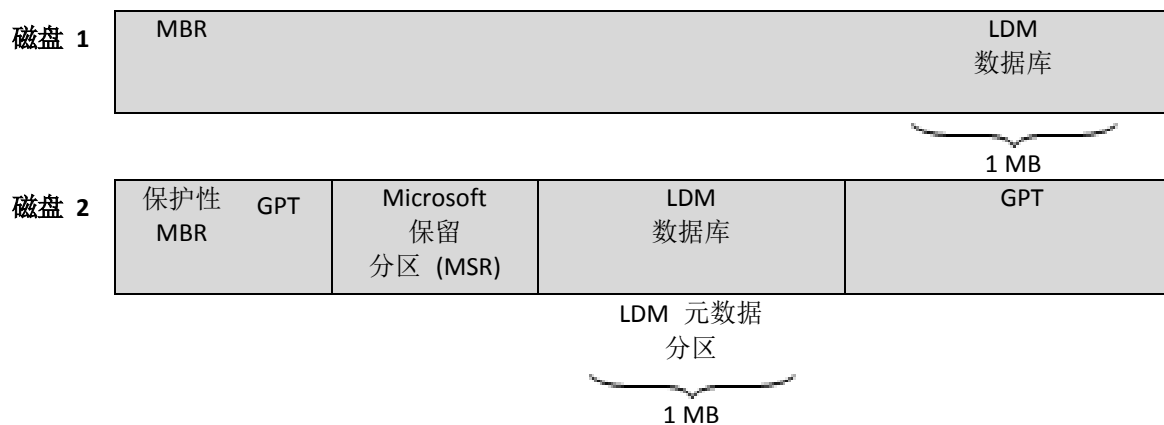 磁盘 1
MBR
LDM
数据库
1 MB
磁盘 2
保护性
MBR
GPT
Microsoft
保留
分区 (MSR)
LDM
数据库
GPT
LDM 元数据
分区
1 MB